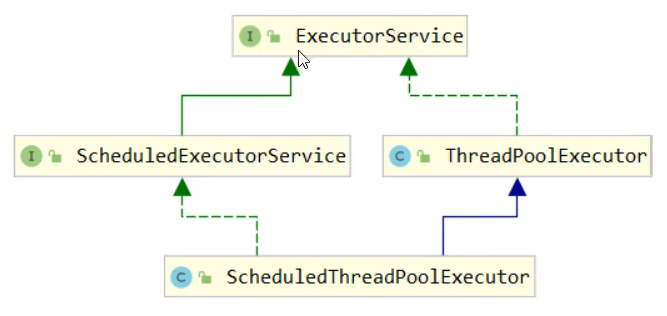 I ExecutorService
I ScheduledExecutorService
C ThreadPoolExecutor
C ScheduledThreadPoolExecutor